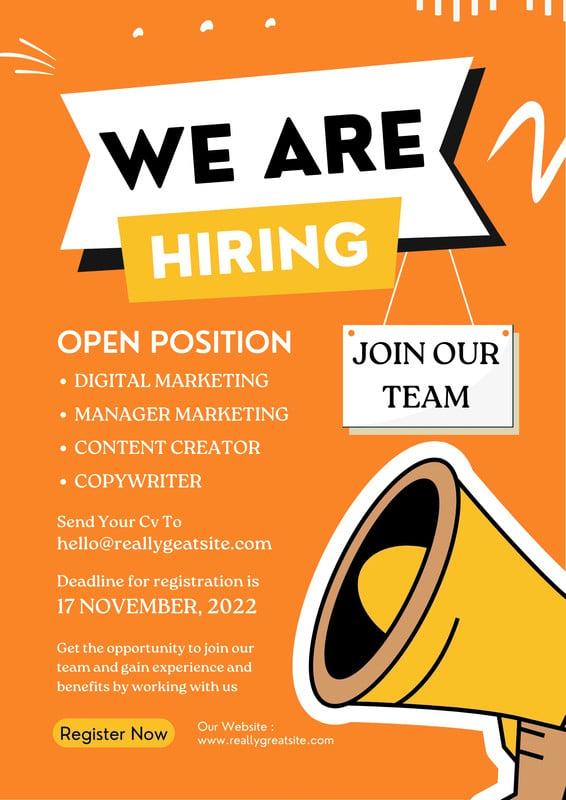 WE ARE
HIRING
JOIN OUR
TEAM
OPEN POSITION
• DIGITAL MARKETING
• MANAGER MARKETING
• CONTENT CREATOR
• COPYWRITER
Send Your Cv To
hello@reallygeatsite.com
Deadline for registration is
17 NOVEMBER, 2022
Get the opportunity to join our
team and gain experience and
benefits by working with us
Register Now
Our Website :
www.reallygreatsite.com